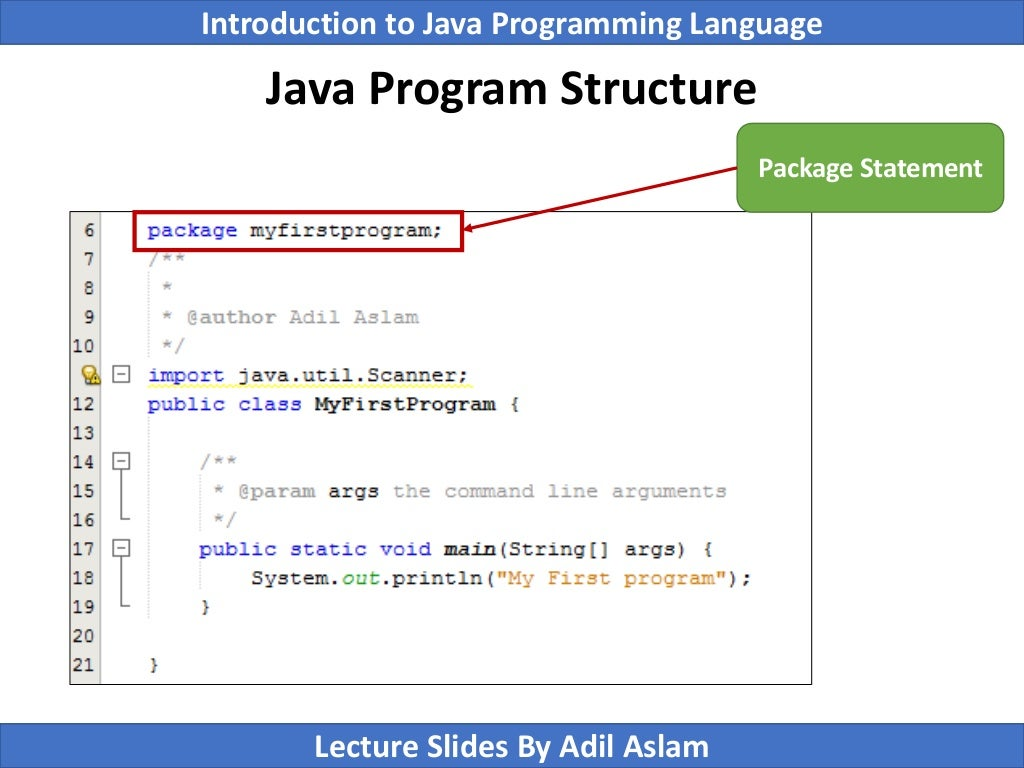 Introduction to Java Programming Language
Java Program Structure
Package Statement
6 package myfirstprogram;
7 /**
8 *
9 * @author Adil Aslam
10 */
import java.util.Scanner;
12 public class MyFirstProgram {
13
14 /**
15 * @param args the command line arguments
16 */
17 public static void main(String[] args) {
18 System.out.println("My First program");
19 }
20
21 }
Lecture Slides By Adil Aslam